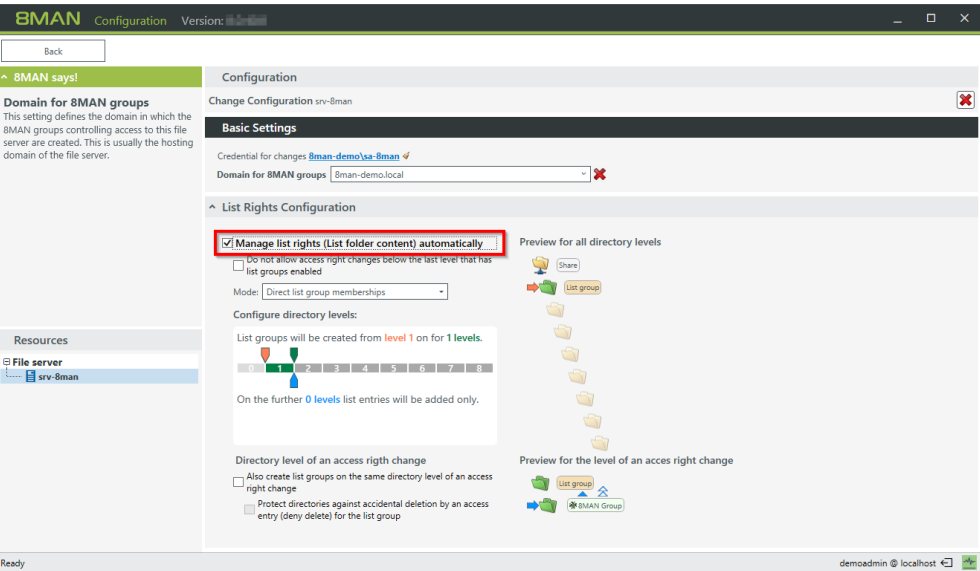 8MAN Configuration Version:
Back
8MAN says!
Domain for 8MAN groups
This setting defines the domain in which the
8MAN groups controlling access to this file
server are created. This is usually the hosting
domain of the file server.
Configuration
Change Configuration srv-8man
Basic Settings
Credential for changes 8man-demo\sa-8man
Domain for 8MAN groups 8man-demo.local
List Rights Configuration
Manage list rights (List folder content) automatically
Do not allow access right changes below the last level that has
list groups enabled
Mode: Direct list group memberships
Configure directory levels:
List groups will be created from level 1 on for 1 levels.
0 1 2 3 4 5 6 7 8
On the further 0 levels list entries will be added only.
Directory level of an access rigth change
Also create list groups on the same directory level of an access
right change
Protect directories against accidental deletion by an access
entry (deny delete) for the list group
Preview for all directory levels
Share
List group
Preview for the level of an acces right change
List group
8MAN Group
Resources
File server
srv-8man
Ready
demoadmin @ localhost